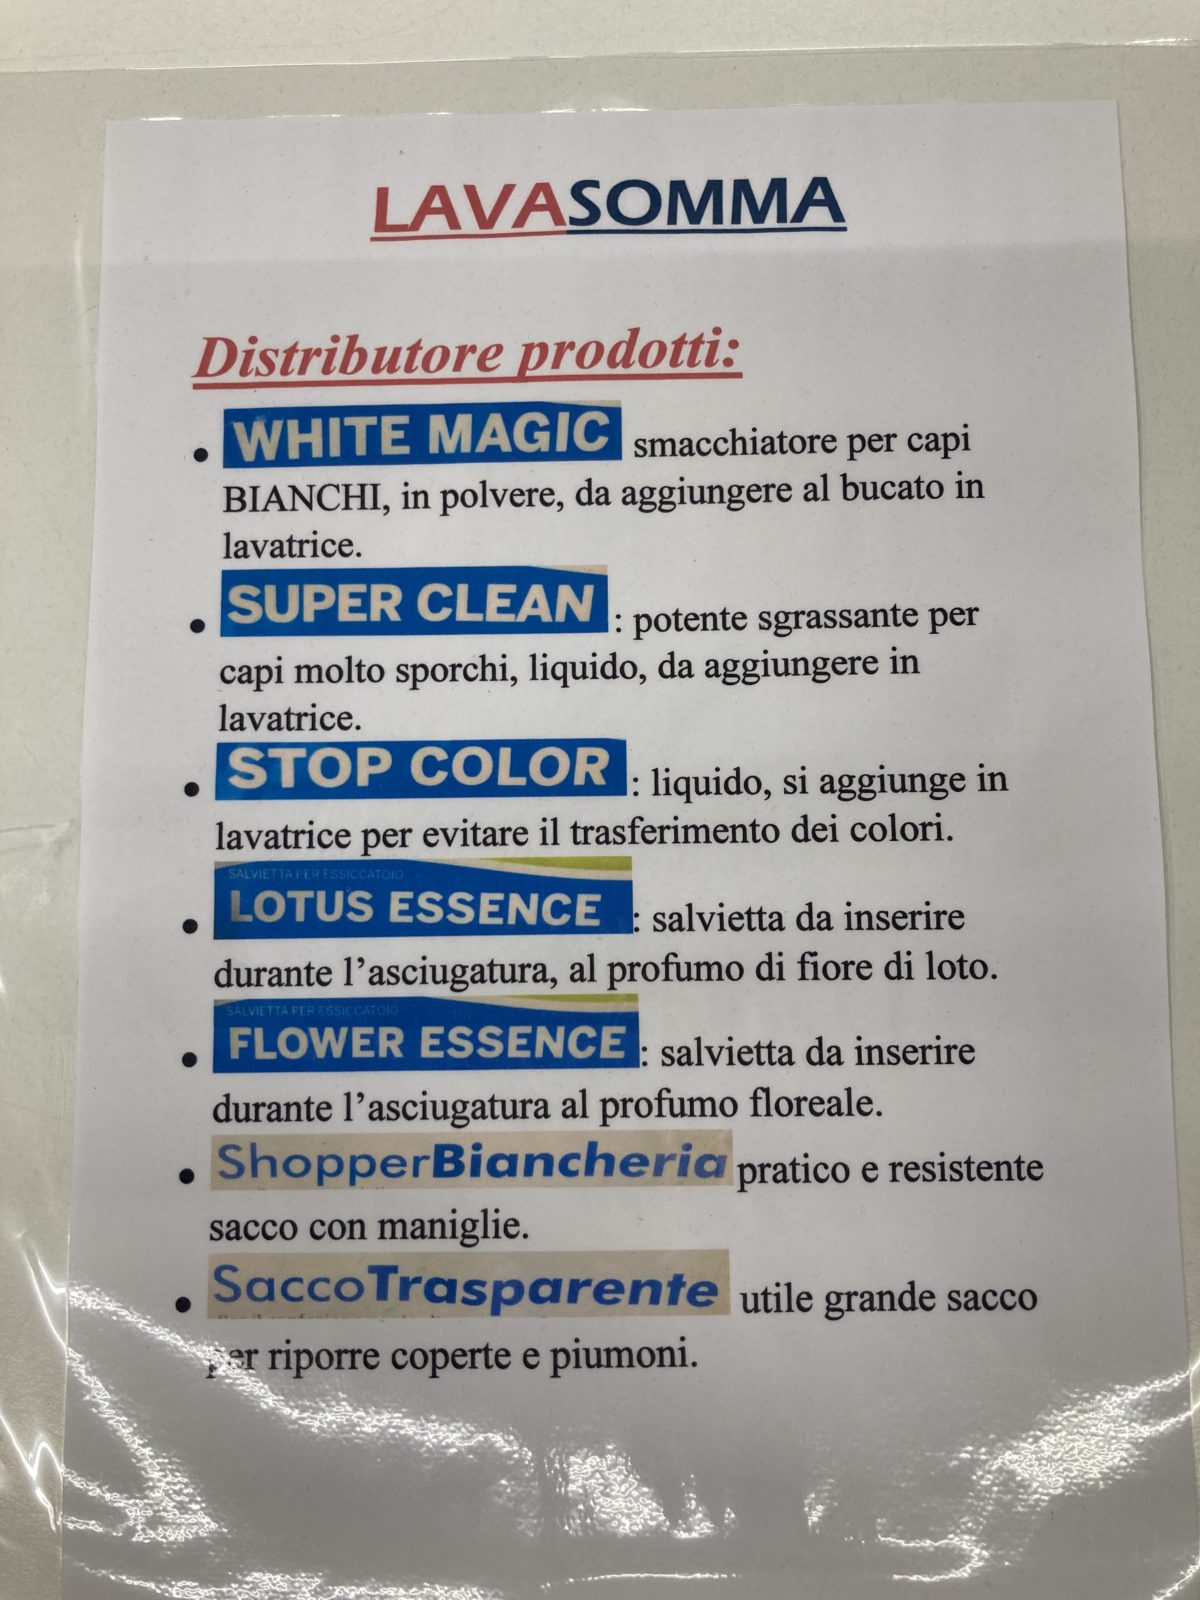 LAVASOMMA
Distributore prodotti:
• WHITE MAGIC smacchiatore per capi
BIANCHI, in polvere, da aggiungere al bucato in
lavatrice.
• SUPER CLEAN : potente sgrassante per
capi molto sporchi, liquido, da aggiungere in
lavatrice.
• STOP COLOR : liquido, si aggiunge in
lavatrice per evitare il trasferimento dei colori.
SALVIETTA PER ESSICCATOIO
• LOTUS ESSENCE : salvietta da inserire
durante l’asciugatura, al profumo di fiore di loto.
SALVIETTA PER ESSICCATOIO
• FLOWER ESSENCE : salvietta da inserire
durante l’asciugatura al profumo floreale.
• ShopperBiancheria pratico e resistente
sacco con maniglie.
• SaccoTrasparente utile grande sacco
per riporre coperte e piumoni.